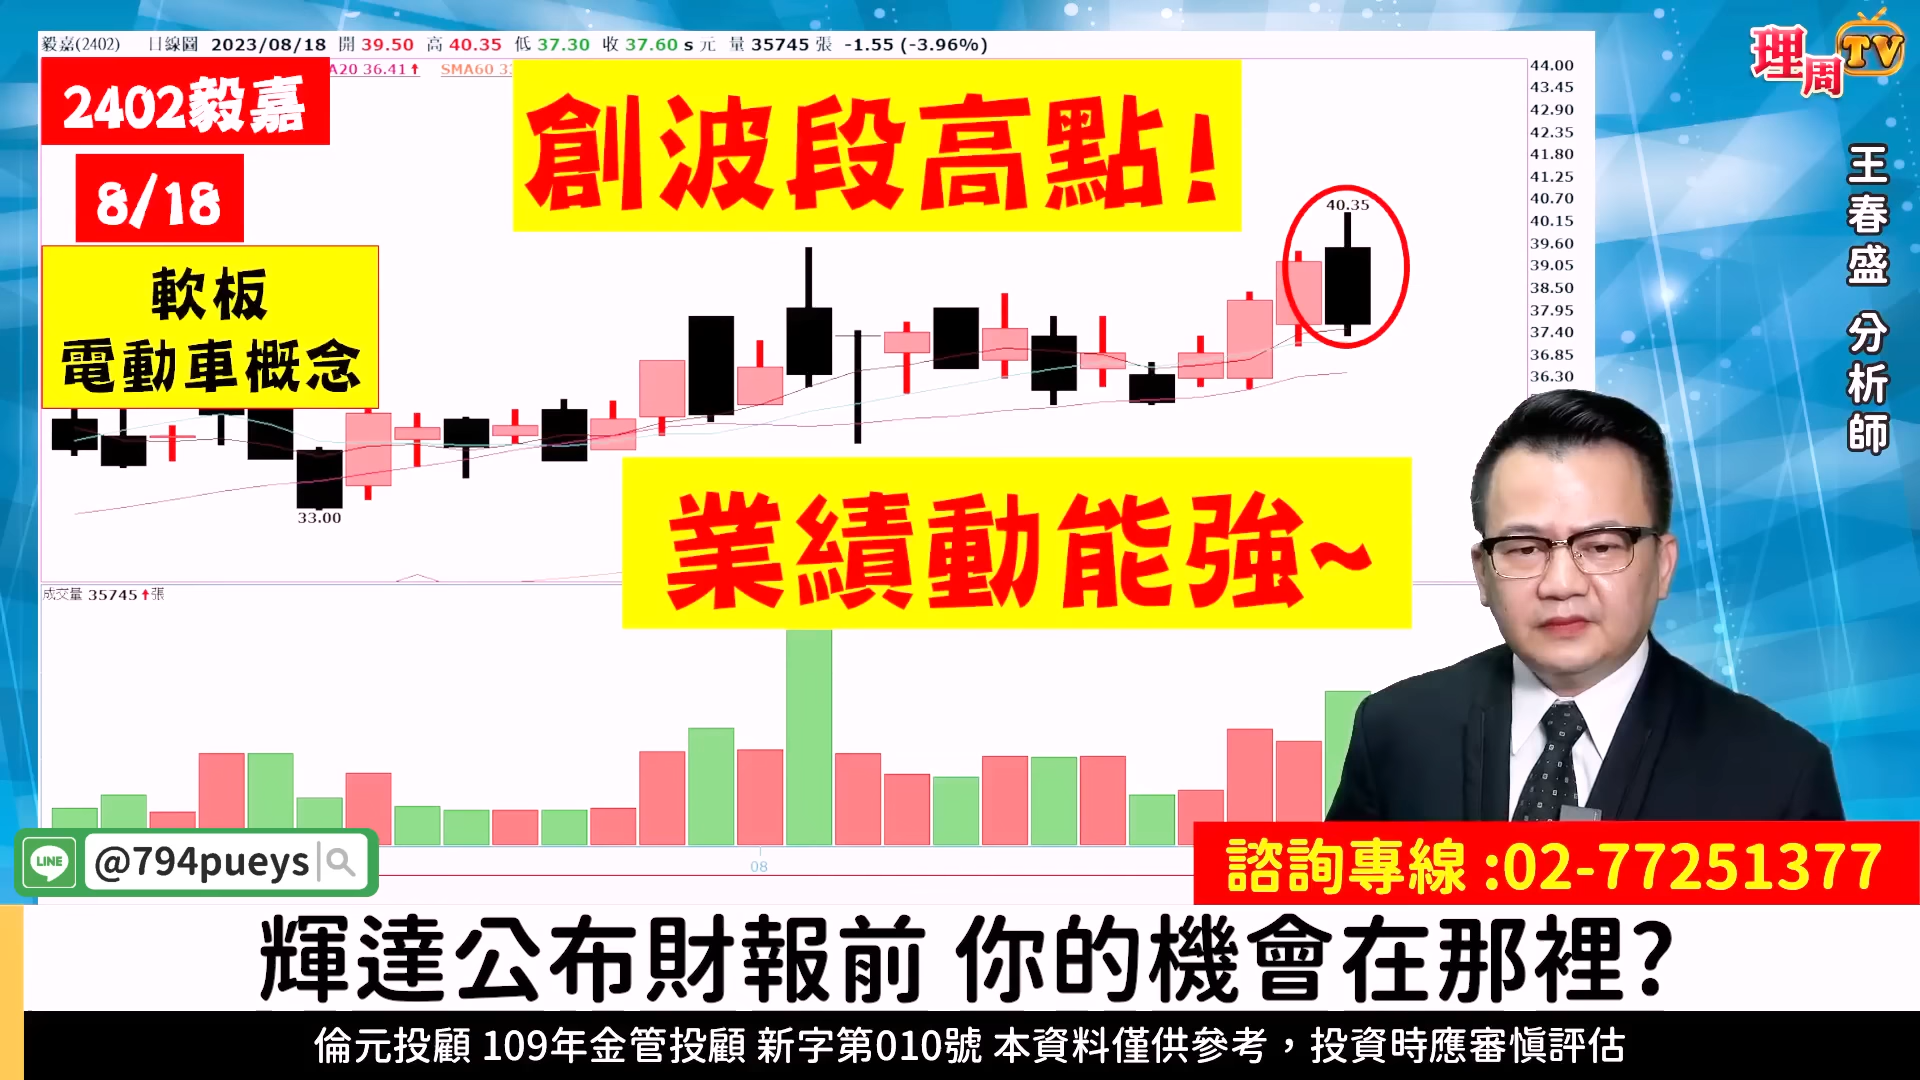 毅嘉(2402) 日線圖 2023/08/18 開 39.50 高 40.35 低 37.30 收 37.60 s 元 量 35745 張 -1.55 (-3.96%)
A20 36.41↑ SMA60
2402毅嘉
8/18
軟板
電動車概念
創波段高點!
業績動能強~
40.35
33.00
44.00
43.45
42.90
42.35
41.80
41.25
40.70
40.15
39.60
39.05
38.50
37.95
37.40
36.85
36.30
成交量 35745↑張
08
理周TV
王春盛 分析師
LINE @794pueys
諮詢專線:02-77251377
輝達公布財報前 你的機會在那裡?
倫元投顧 109年金管投顧 新字第010號 本資料僅供參考，投資時應審慎評估